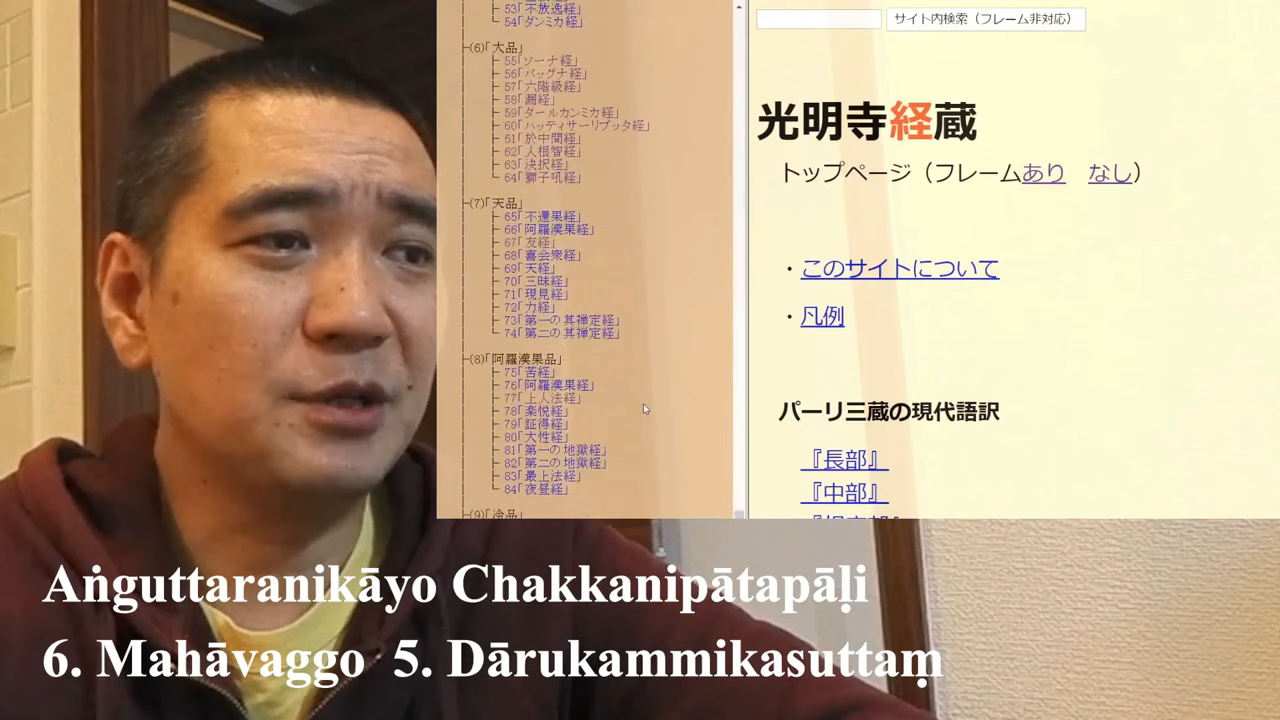 ├ 53「不放逸経」
└ 54「ダンミカ経」
├(6)「大品」
├ 55「ソーナ経」
├ 56「パッグナ経」
├ 57「六階級経」
├ 58「漏経」
├ 59「ダールカンミカ経」
├ 60「ハッティサーリプッタ経」
├ 61「於中間経」
├ 62「人根智経」
├ 63「決択経」
└ 64「獅子吼経」
├(7)「天品」
├ 65「不還果経」
├ 66「阿羅漢果経」
├ 67「友経」
├ 68「喜会衆経」
├ 69「天経」
├ 70「三昧経」
├ 71「現見経」
├ 72「力経」
├ 73「第一の其禅定経」
└ 74「第二の其禅定経」
├(8)「阿羅漢果品」
├ 75「苦経」
├ 76「阿羅漢果経」
├ 77「上人法経」
├ 78「楽悦経」
├ 79「証得経」
├ 80「大性経」
├ 81「第一の地獄経」
├ 82「第二の地獄経」
├ 83「最上法経」
└ 84「夜昼経」
├(9)「冷品」
サイト内検索（フレーム非対応）
光明寺経蔵
トップページ（フレームあり　なし）
・このサイトについて
・凡例
パーリ三蔵の現代語訳
『長部』
『中部』
Aṅguttaranikāyo Chakkanipātapāḷi
6. Mahāvaggo 5. Dārukammikasuttaṃ